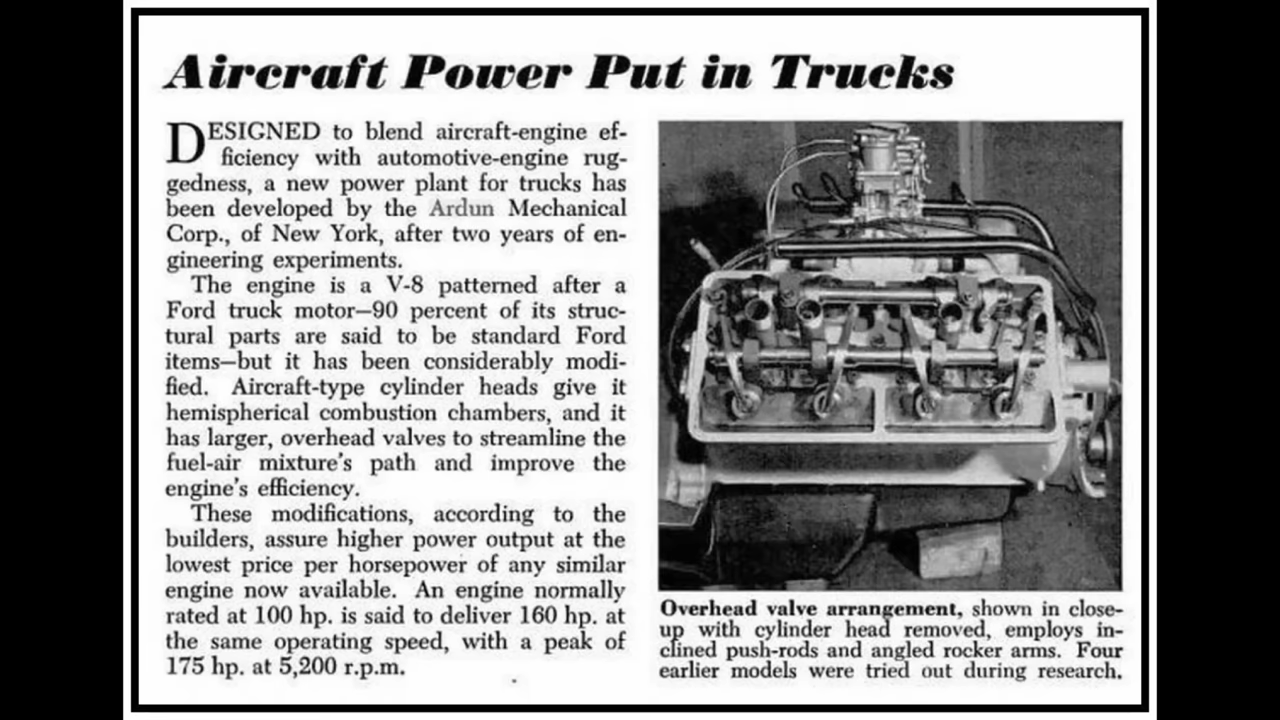 Aircraft Power Put in Trucks
DESIGNED to blend aircraft-engine ef-
ficiency with automotive-engine rug-
gedness, a new power plant for trucks has
been developed by the Ardun Mechanical
Corp., of New York, after two years of en-
gineering experiments.
The engine is a V-8 patterned after a
Ford truck motor—90 percent of its struc-
tural parts are said to be standard Ford
items—but it has been considerably modi-
fied. Aircraft-type cylinder heads give it
hemispherical combustion chambers, and it
has larger, overhead valves to streamline the
fuel-air mixture's path and improve the
engine's efficiency.
These modifications, according to the
builders, assure higher power output at the
lowest price per horsepower of any similar
engine now available. An engine normally
rated at 100 hp. is said to deliver 160 hp. at
the same operating speed, with a peak of
175 hp. at 5,200 r.p.m.
Overhead valve arrangement, shown in close-
up with cylinder head removed, employs in-
clined push-rods and angled rocker arms. Four
earlier models were tried out during research.